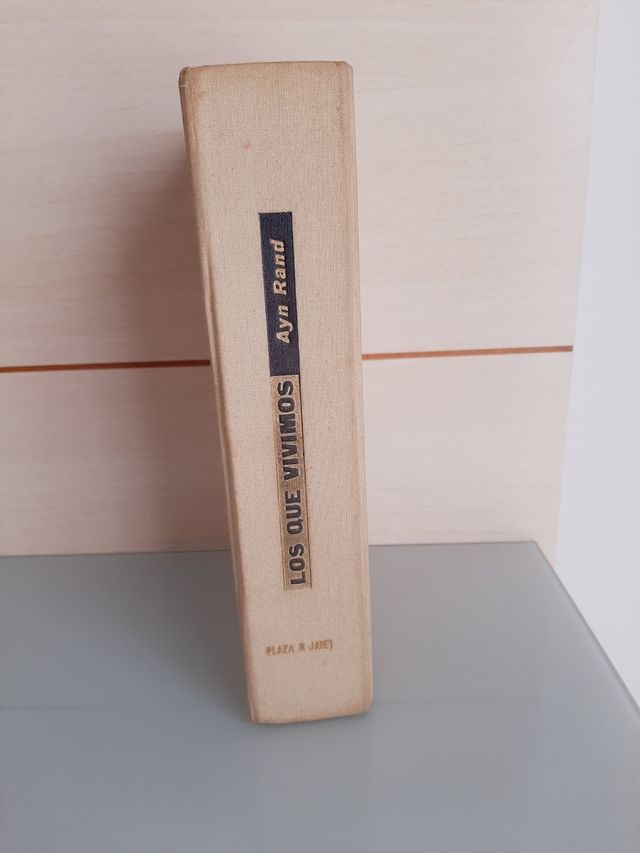 Ayn Rand
LOS QUE VIVIMOS
PLAZA & JANES